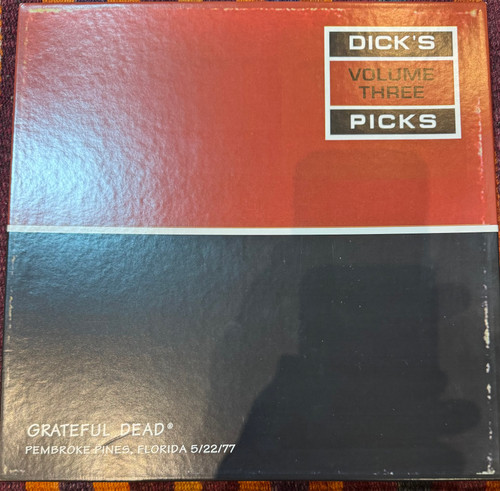 DICK'S
VOLUME
THREE
PICKS
GRATEFUL DEAD®
PEMBROKE PINES, FLORIDA 5/22/77